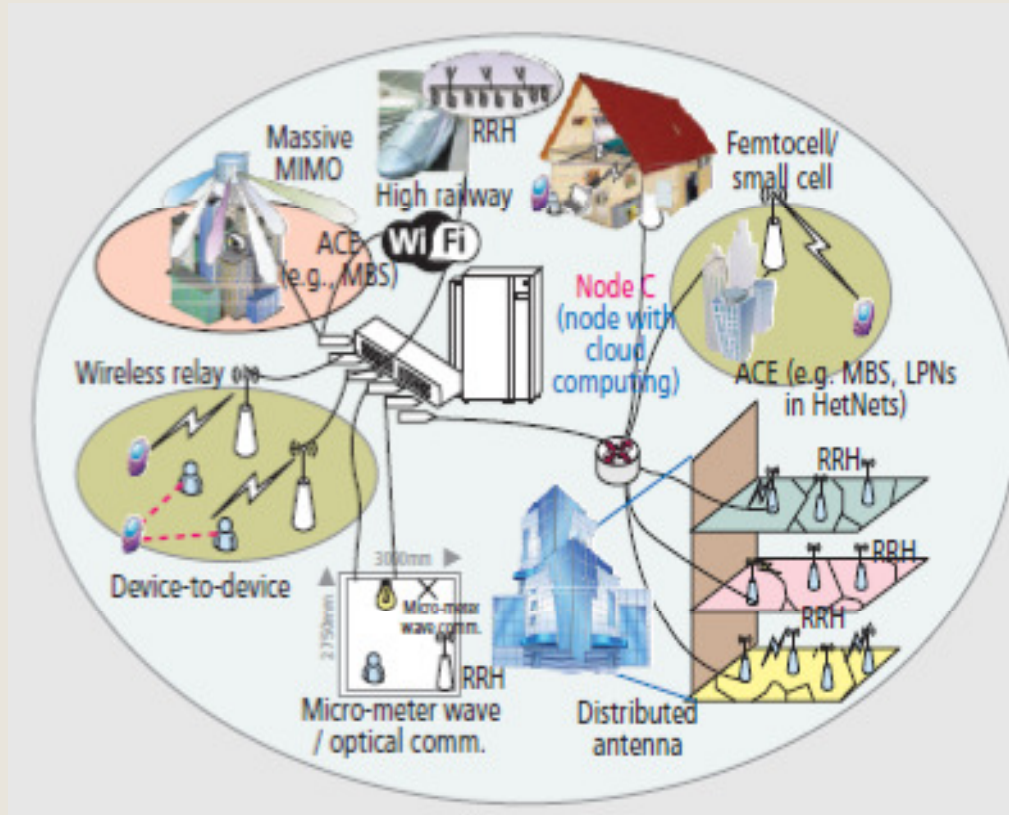 RRH
Massive
MIMO
High railway
Femtocell/
small cell
ACE
(e.g., MBS)
WiFi
Node C
(node with
cloud
computing)
ACE (e.g. MBS, LPNs
in HetNets)
Wireless relay
RRH
RRH
RRH
Device-to-device
3000mm
2750mm
Micro-meter
wave comm.
RRH
Micro-meter wave
/ optical comm.
Distributed
antenna